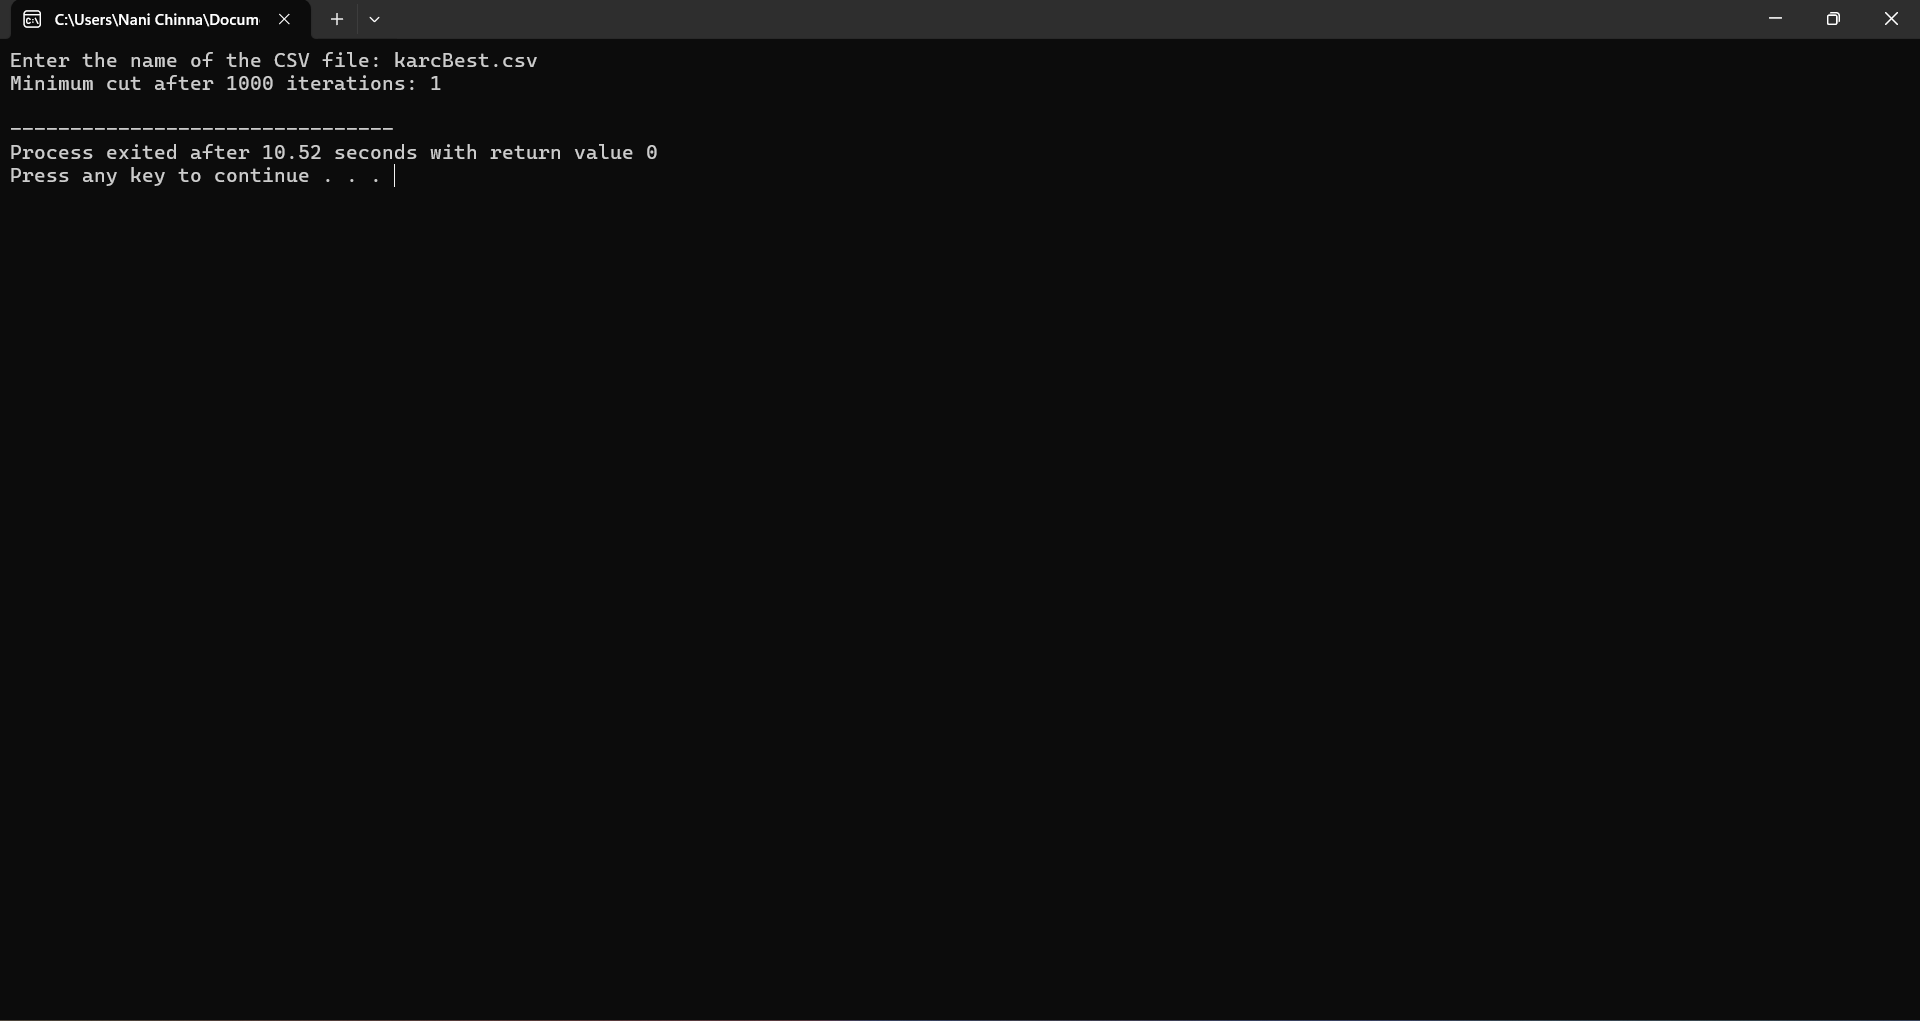 C:\Users\Nani Chinna\Docum
Enter the name of the CSV file: karcBest.csv
Minimum cut after 1000 iterations: 1
--------------------------------
Process exited after 10.52 seconds with return value 0
Press any key to continue . . .